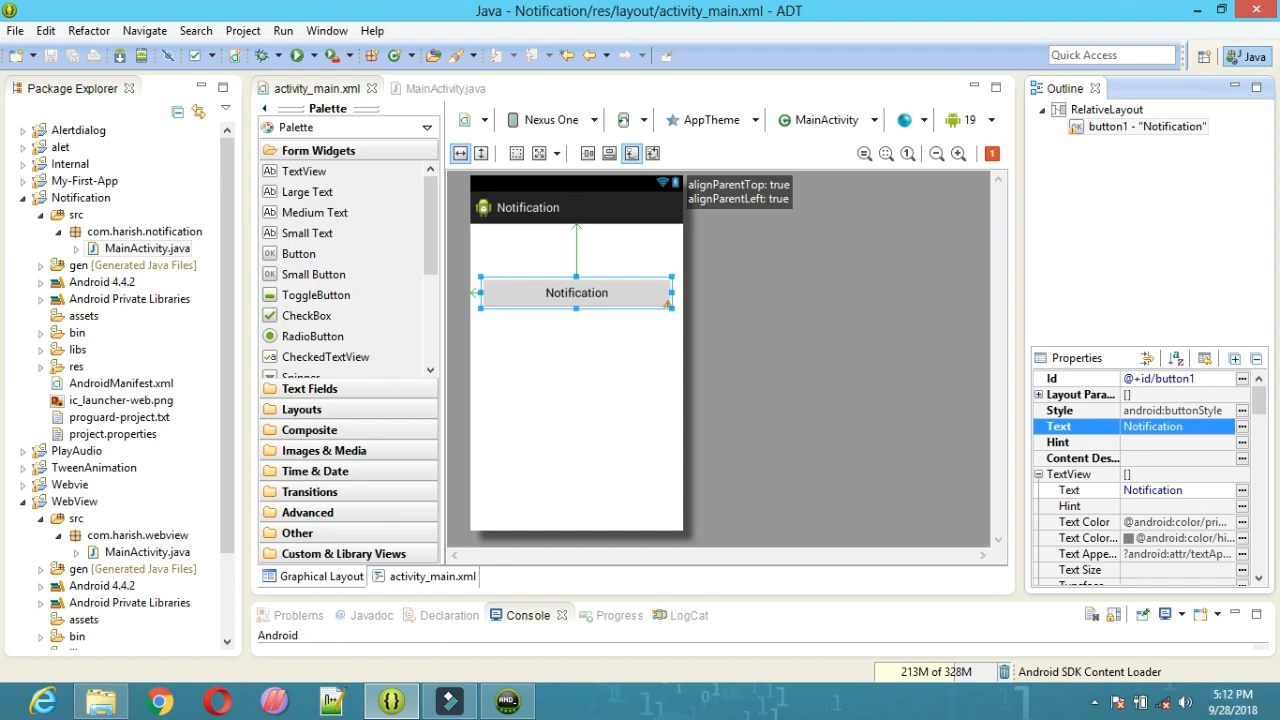 Java - Notification/res/layout/activity_main.xml - ADT
File Edit Refactor Navigate Search Project Run Window Help
Quick Access
Java
Package Explorer
Alertdialog
alet
Internal
My-First-App
Notification
src
com.harish.notification
MainActivity.java
gen [Generated Java Files]
Android 4.4.2
Android Private Libraries
assets
bin
libs
res
AndroidManifest.xml
ic_launcher-web.png
proguard-project.txt
project.properties
PlayAudio
TweenAnimation
Webvie
WebView
src
com.harish.webview
MainActivity.java
gen [Generated Java Files]
Android 4.4.2
Android Private Libraries
assets
bin
activity_main.xml
MainActivity.java
Palette
Palette
Form Widgets
Ab TextView
Ab Large Text
Ab Medium Text
Ab Small Text
OK Button
OK Small Button
ToggleButton
CheckBox
RadioButton
CheckedTextView
Spinner
Text Fields
Layouts
Composite
Images & Media
Time & Date
Transitions
Advanced
Other
Custom & Library Views
Nexus One
AppTheme
MainActivity
19
1
Notification
alignParentTop: true
alignParentLeft: true
Notification
Graphical Layout
activity_main.xml
Outline
RelativeLayout
button1 - "Notification"
Properties
Id @+id/button1
Layout Para... []
Style android:buttonStyle
Text Notification
Hint
Content Des...
TextView []
Text Notification
Hint
Text Color @android:color/pri...
Text Color... @android:color/hi...
Text Appe... ?android:attr/textAp...
Text Size
Problems @ Javadoc Declaration Console Progress LogCat
Android
213M of 328M
Android SDK Content Loader
5:12 PM
9/28/2018